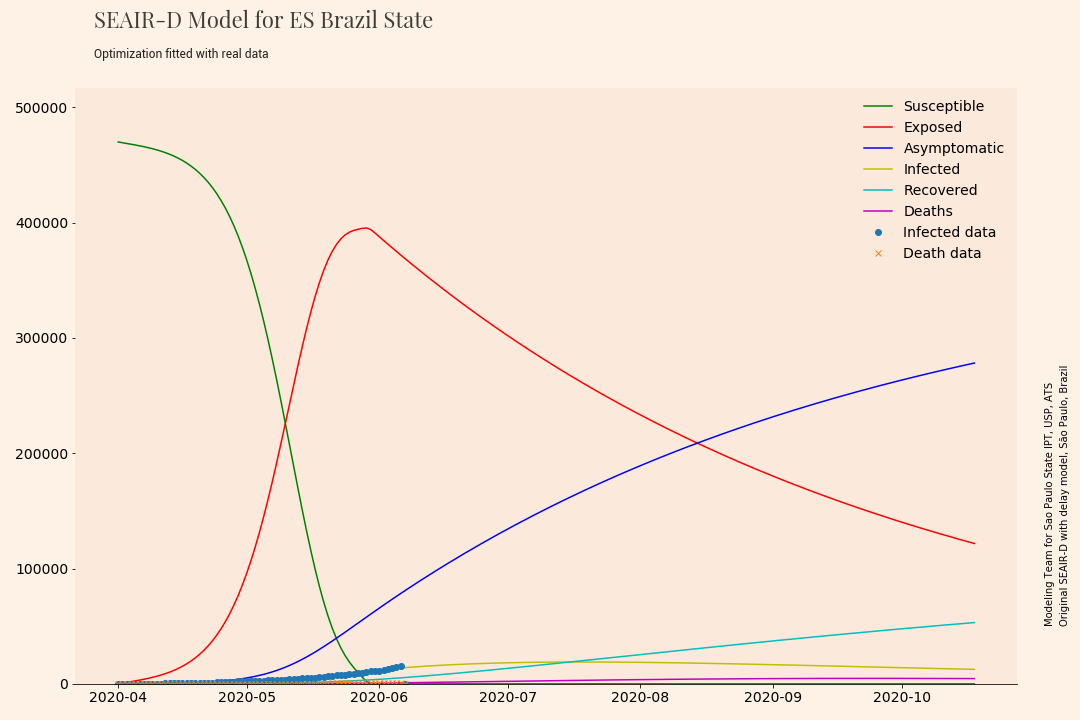 SEAIR-D Model for ES Brazil State
Optimization fitted with real data
500000
400000
300000
200000
100000
0
2020-04
2020-05
2020-06
2020-07
2020-08
2020-09
2020-10
Susceptible
Exposed
Asymptomatic
Infected
Recovered
Deaths
Infected data
Death data
Modeling Team for Sao Paulo State IPT, USP, ATS
Original SEAIR-D with delay model, São Paulo, Brazil